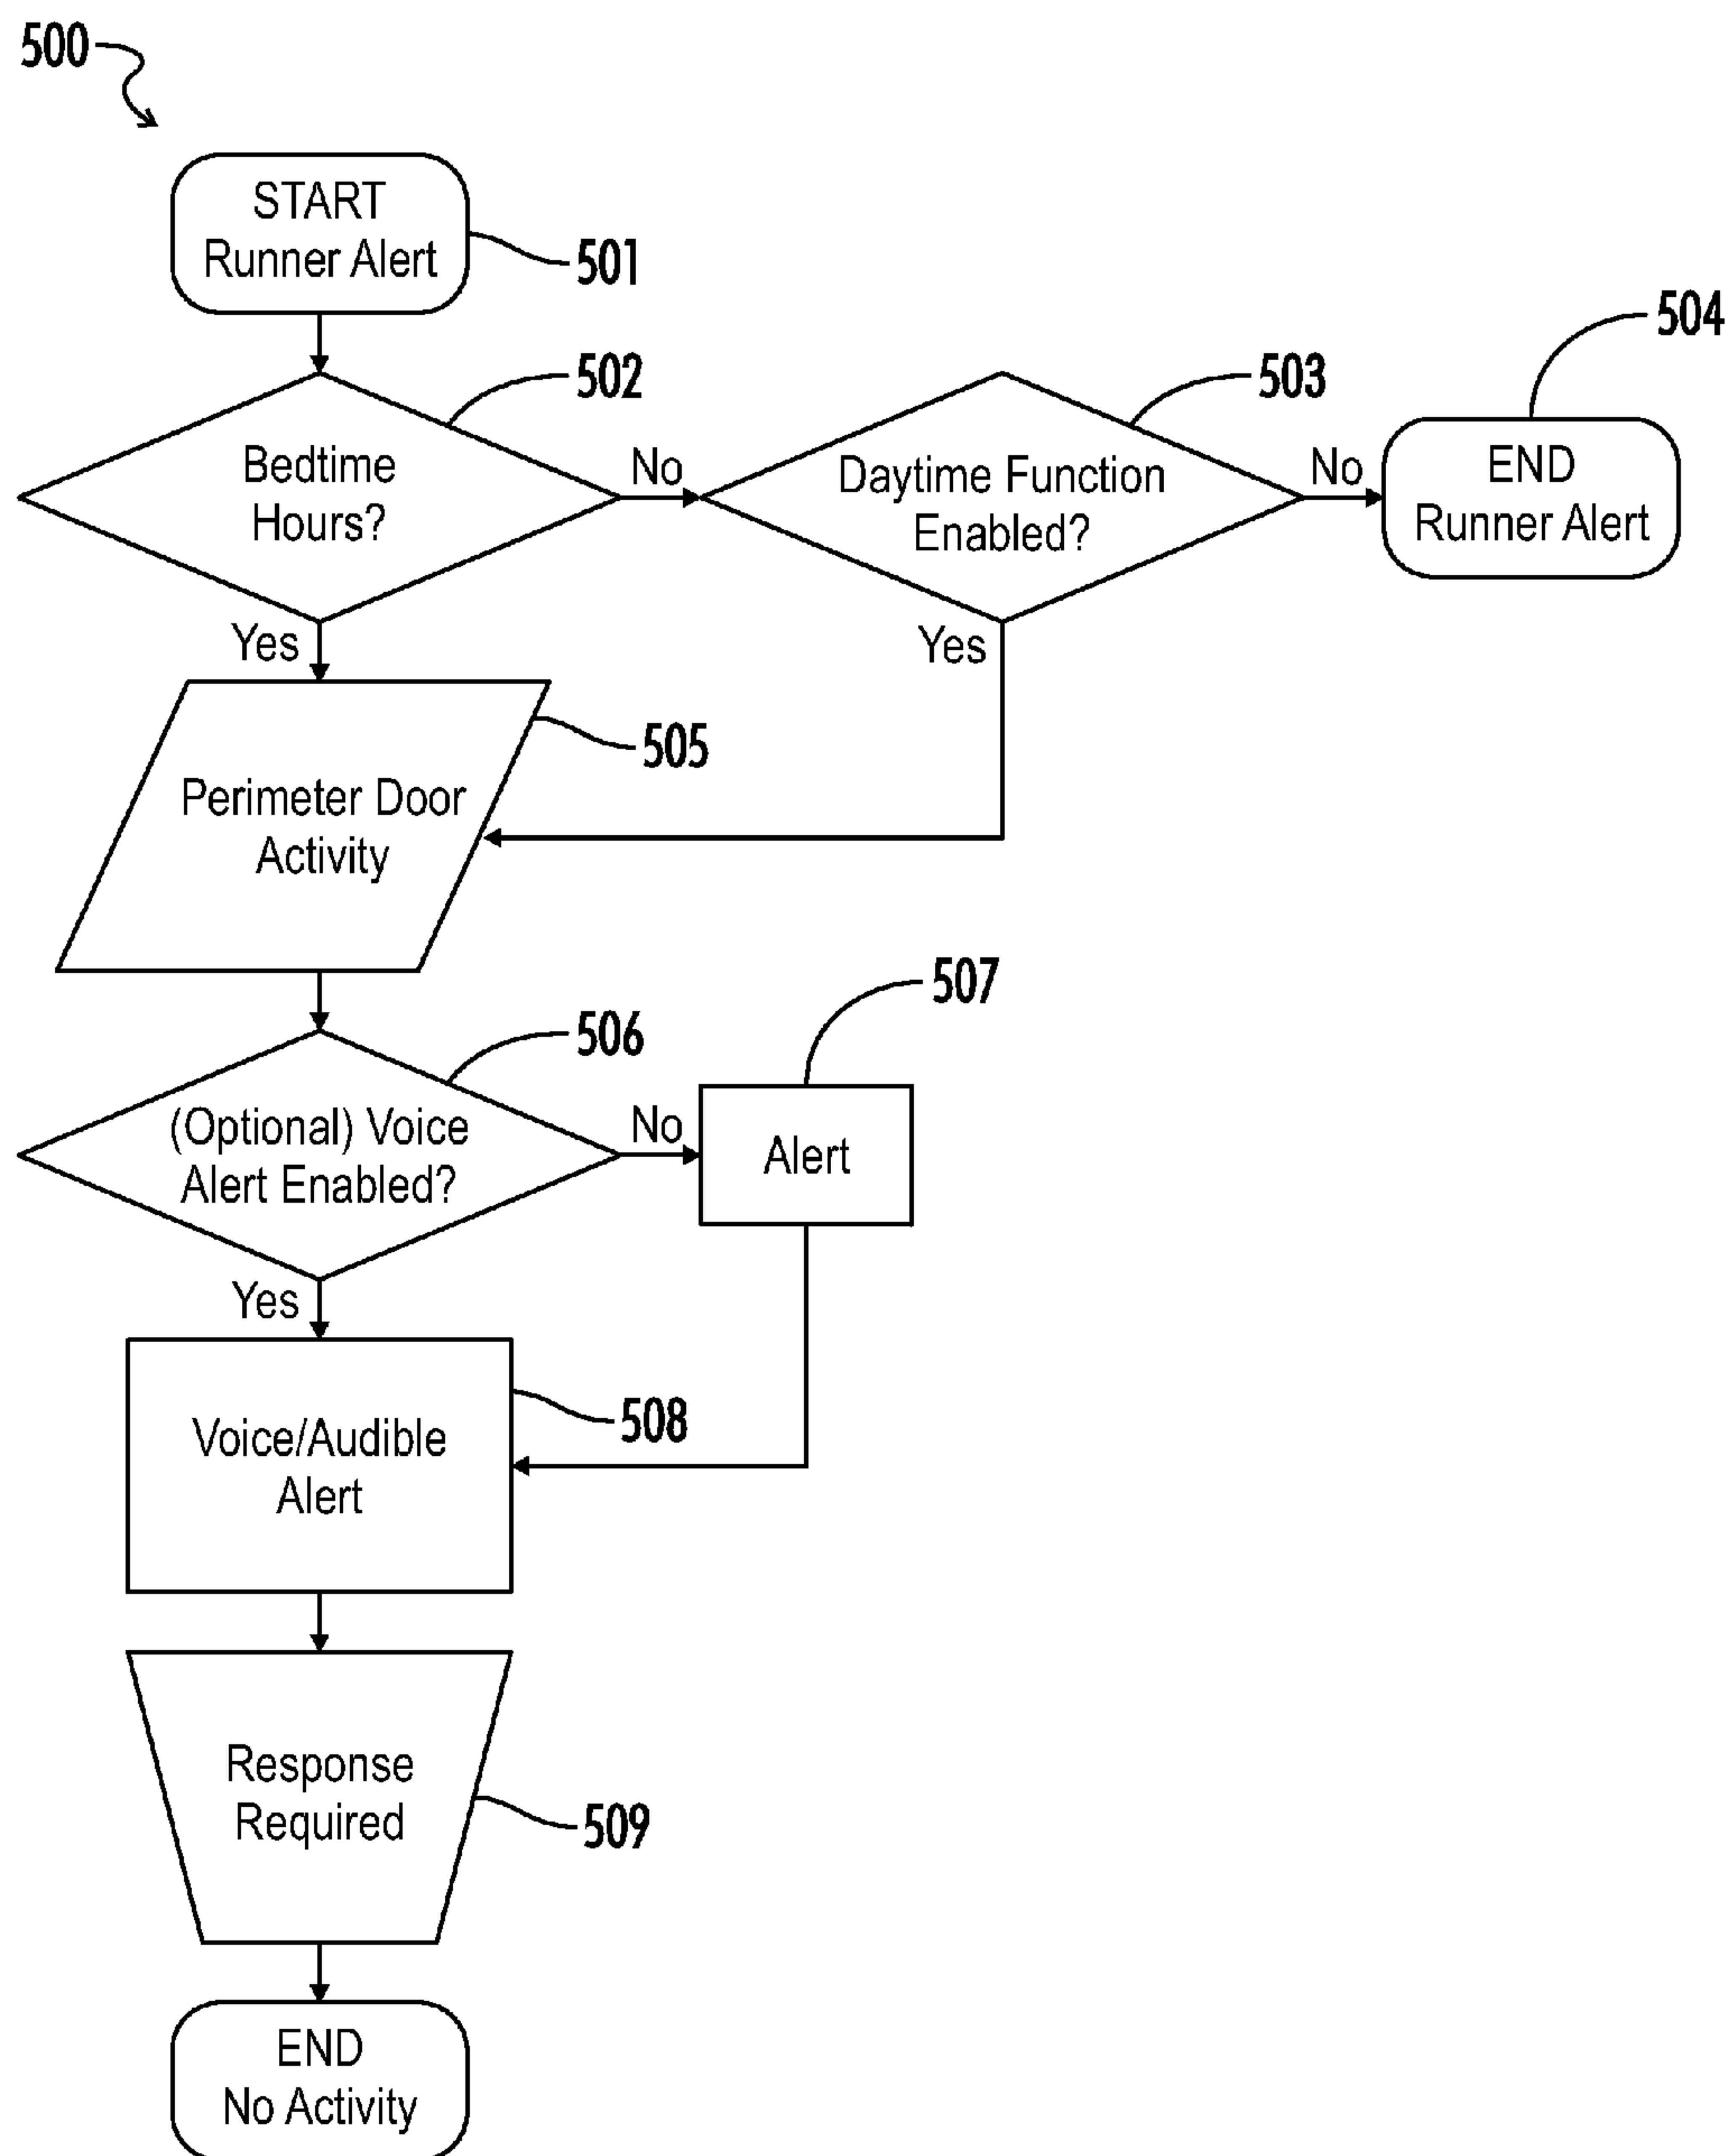 500
START
Runner Alert
501
502
Bedtime
Hours?
No
503
Daytime Function
Enabled?
No
504
END
Runner Alert
Yes
Yes
505
Perimeter Door
Activity
506
(Optional) Voice
Alert Enabled?
No
507
Alert
Yes
508
Voice/Audible
Alert
Response
Required
509
END
No Activity